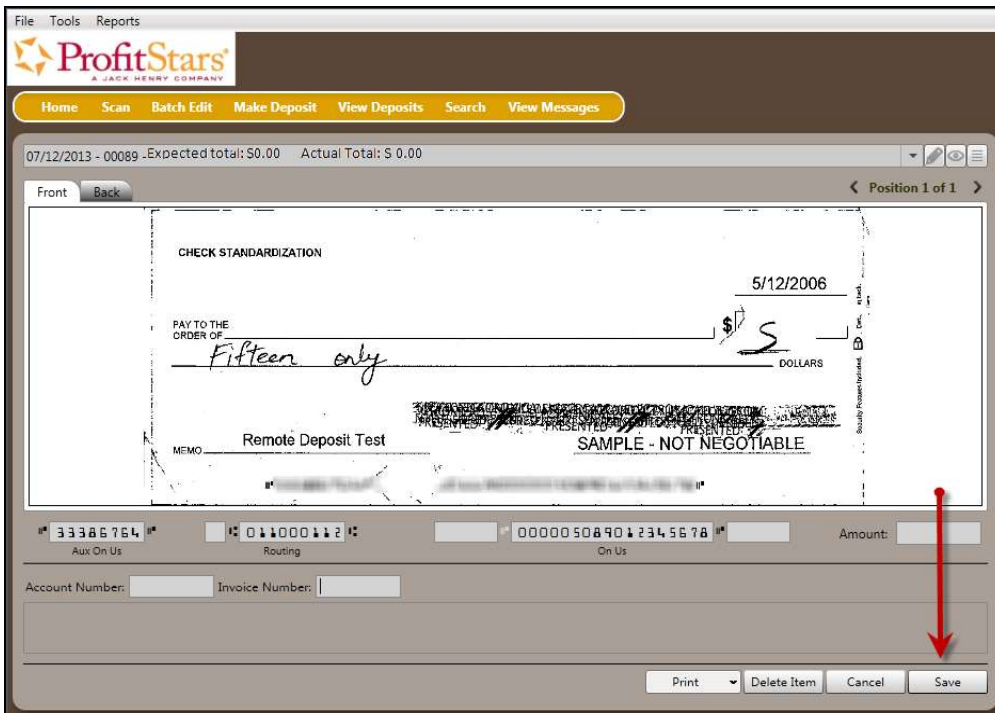 File Tools Reports
ProfitStars®
A JACK HENRY COMPANY
Home Scan Batch Edit Make Deposit View Deposits Search View Messages
07/12/2013 - 00089 -Expected total: $0.00 Actual Total: $ 0.00
Front Back Position 1 of 1
CHECK STANDARDIZATION
5/12/2006
PAY TO THE
ORDER OF $ 5
Fifteen only DOLLARS
PRESENTED PRESENTED PRESENTED
Remote Deposit Test SAMPLE - NOT NEGOTIABLE
MEMO
33386764 011000112 000005089012345678 Amount:
Aux On Us Routing On Us
Account Number: Invoice Number:
Print Delete Item Cancel Save